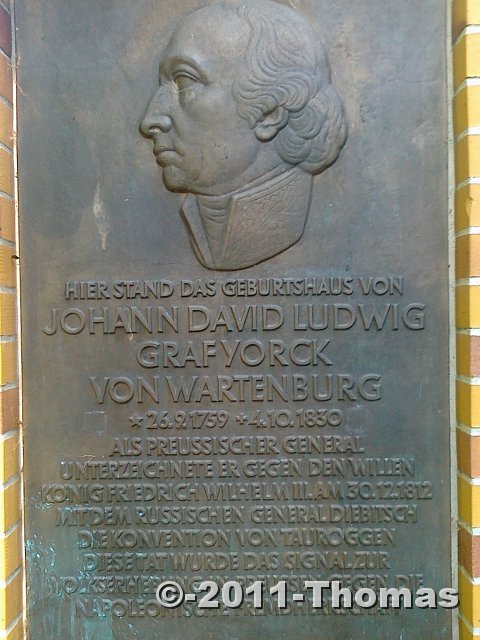 HIER STAND DAS GEBURTSHAUS VON
JOHANN DAVID LUDWIG
GRAF YORCK
VON WARTENBURG
*26.9.1759 +4.10.1830
ALS PREUSSISCHER GENERAL
UNTERZEICHNETE ER GEGEN DEN WILLEN
KÖNIG FRIEDRICH WILHELM III. AM 30.12.1812
MIT DEM RUSSISCHEN GENERAL DIEBITSCH
DIE KONVENTION VON TAUROGGEN
DIESE TAT WURDE DAS SIGNAL ZUR
GEGEN DIE
©-2011-Thomas